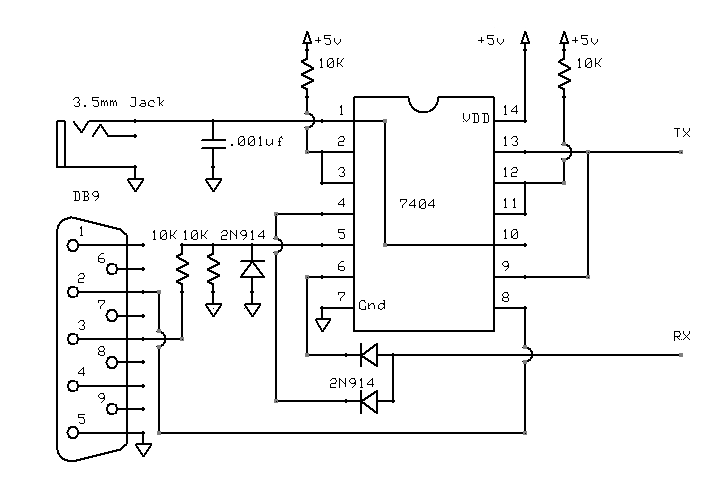 +5v +5v +5v
10K 10K
3.5mm Jack
1 VDD 14
.001uf 2 13 TX
3 12
DB9
7404
4 11
1 10K 10K 2N914 5 10
6
2 6 9
7 7 Gnd 8
3 RX
8
4 2N914
9
5